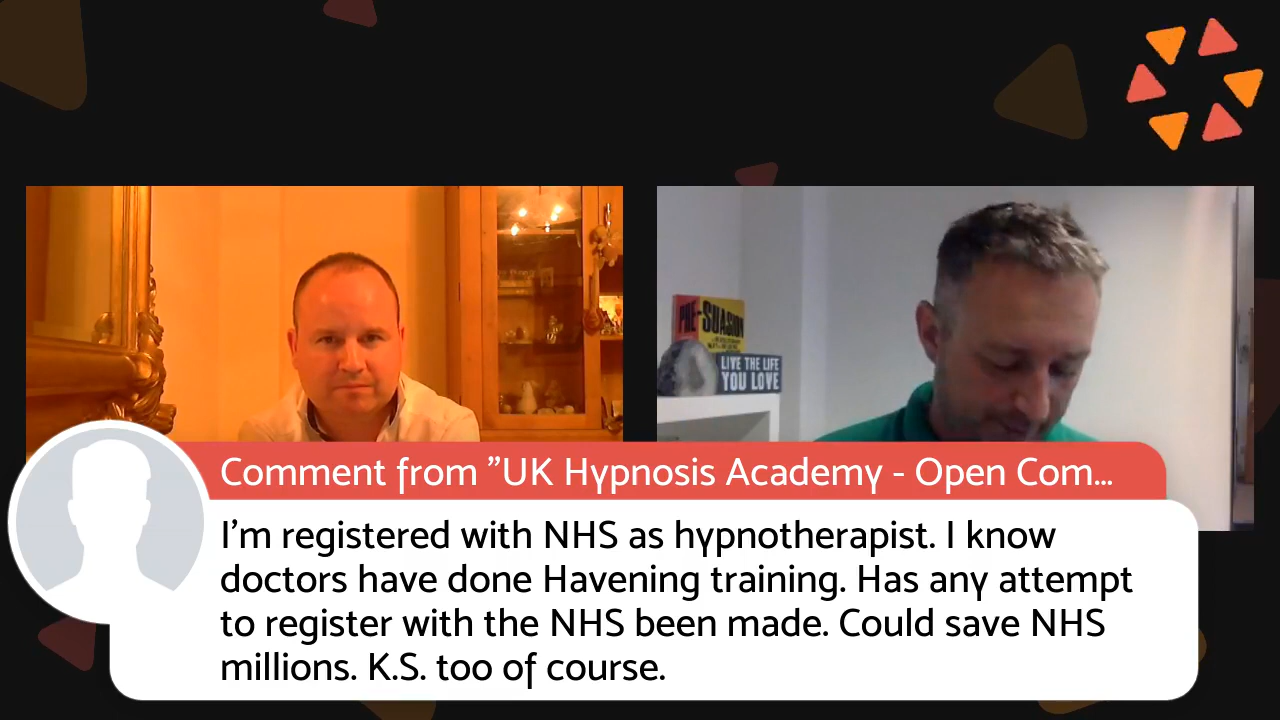 PRE-
SUASION
LIVE THE LIFE
YOU LOVE
Comment from ”UK Hypnosis Academy - Open Com...
I'm registered with NHS as hypnotherapist. I know
doctors have done Havening training. Has any attempt
to register with the NHS been made. Could save NHS
millions. K.S. too of course.